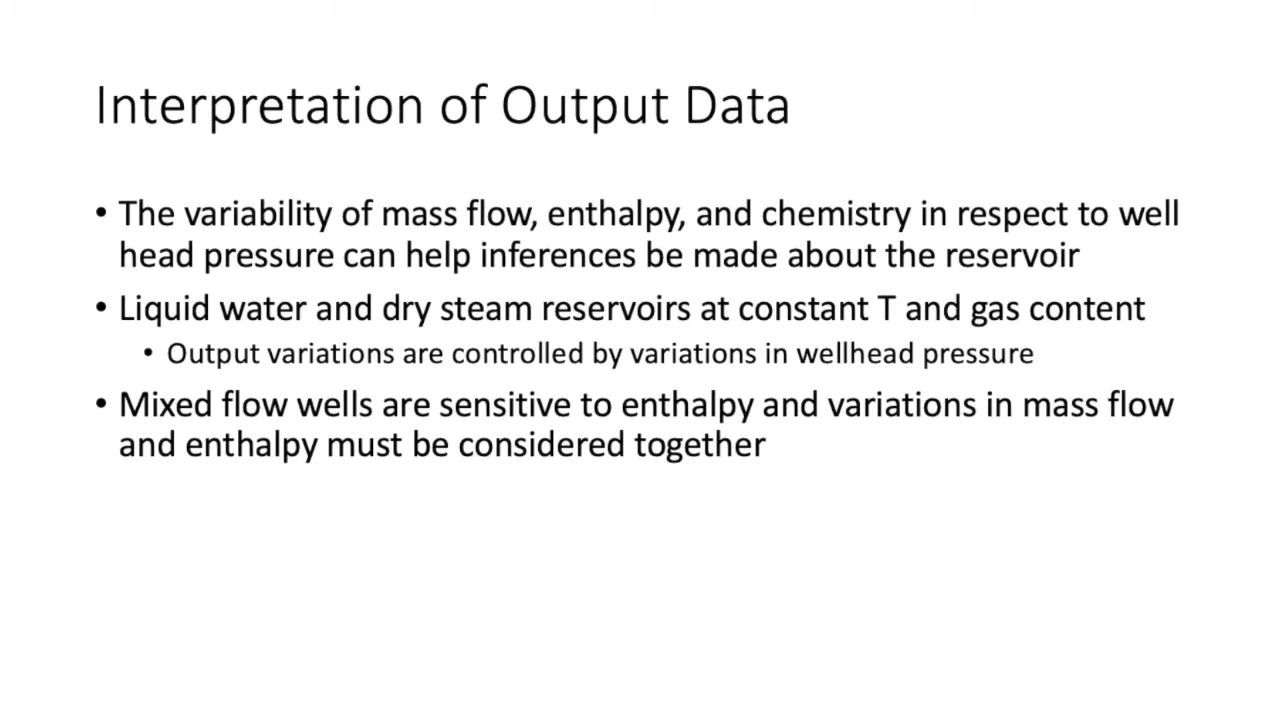 Interpretation of Output Data
• The variability of mass flow, enthalpy, and chemistry in respect to well
head pressure can help inferences be made about the reservoir
• Liquid water and dry steam reservoirs at constant T and gas content
• Output variations are controlled by variations in wellhead pressure
• Mixed flow wells are sensitive to enthalpy and variations in mass flow
and enthalpy must be considered together